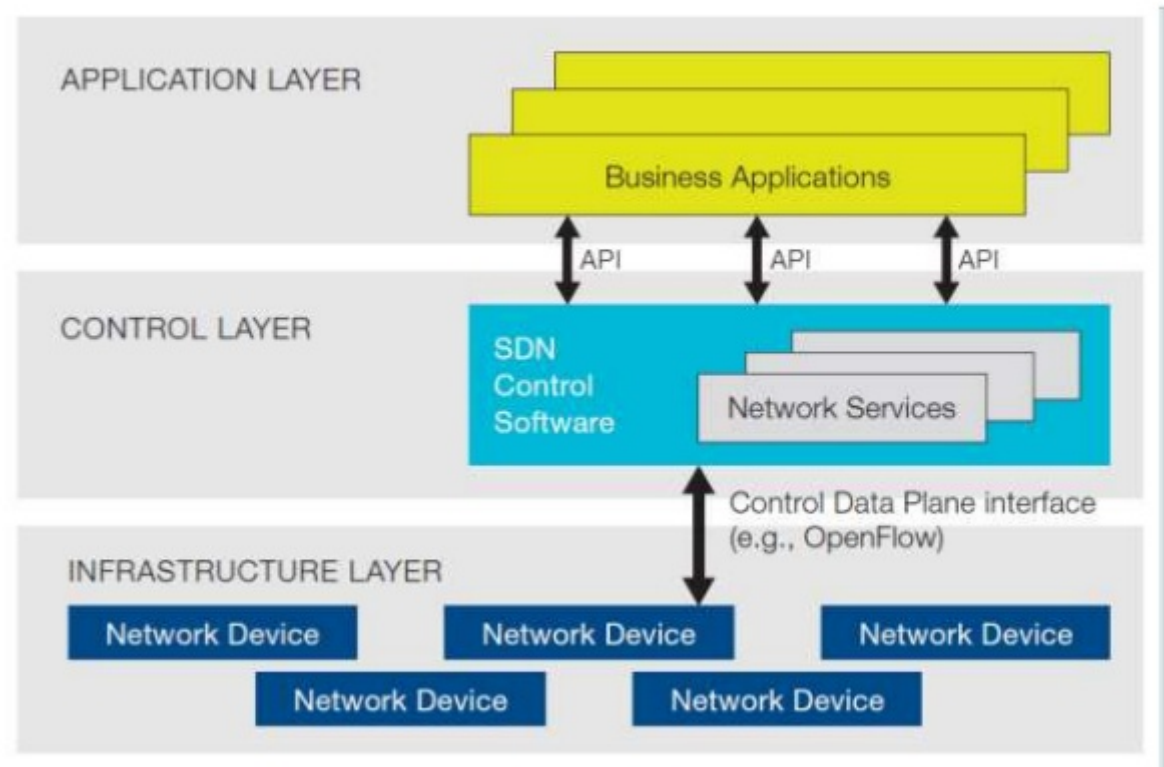 APPLICATION LAYER
Business Applications
API
API
API
CONTROL LAYER
SDN
Control
Software
Network Services
Control Data Plane interface
(e.g., OpenFlow)
INFRASTRUCTURE LAYER
Network Device
Network Device
Network Device
Network Device
Network Device